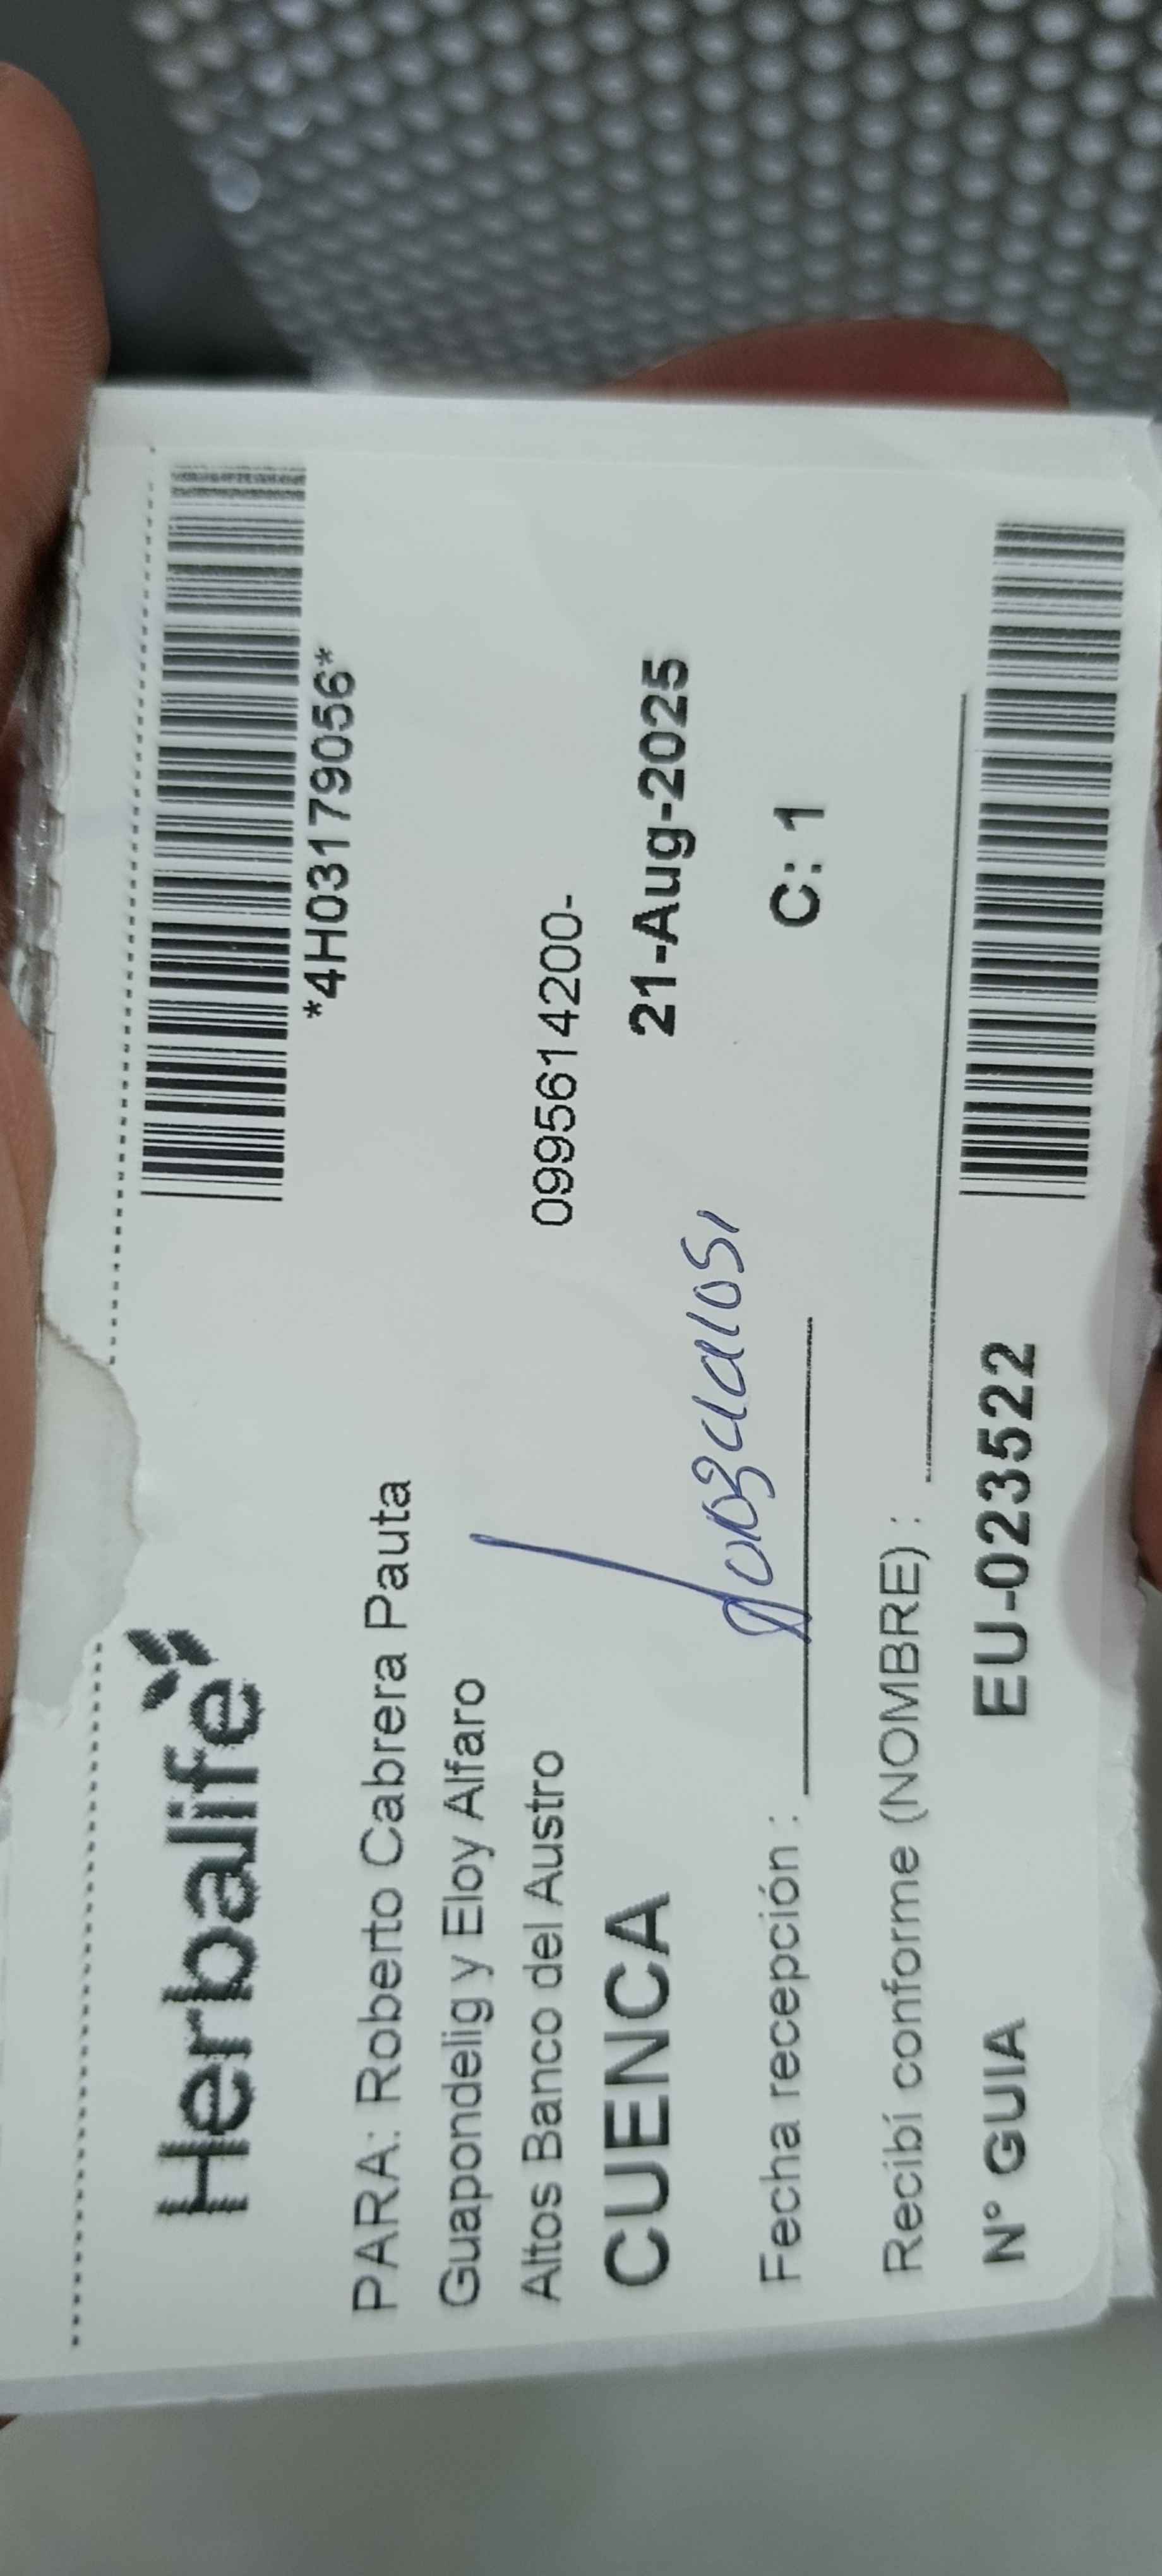 Herbalife
*4H03179056*
PARA: Roberto Cabrera Pauta
Guapondelig y Eloy Alfaro
Altos Banco del Austro
0995614200-
CUENCA
21-Aug-2025
Fecha recepción :
C: 1
Recibí conforme (NOMBRE) :
N° GUIA EU-023522